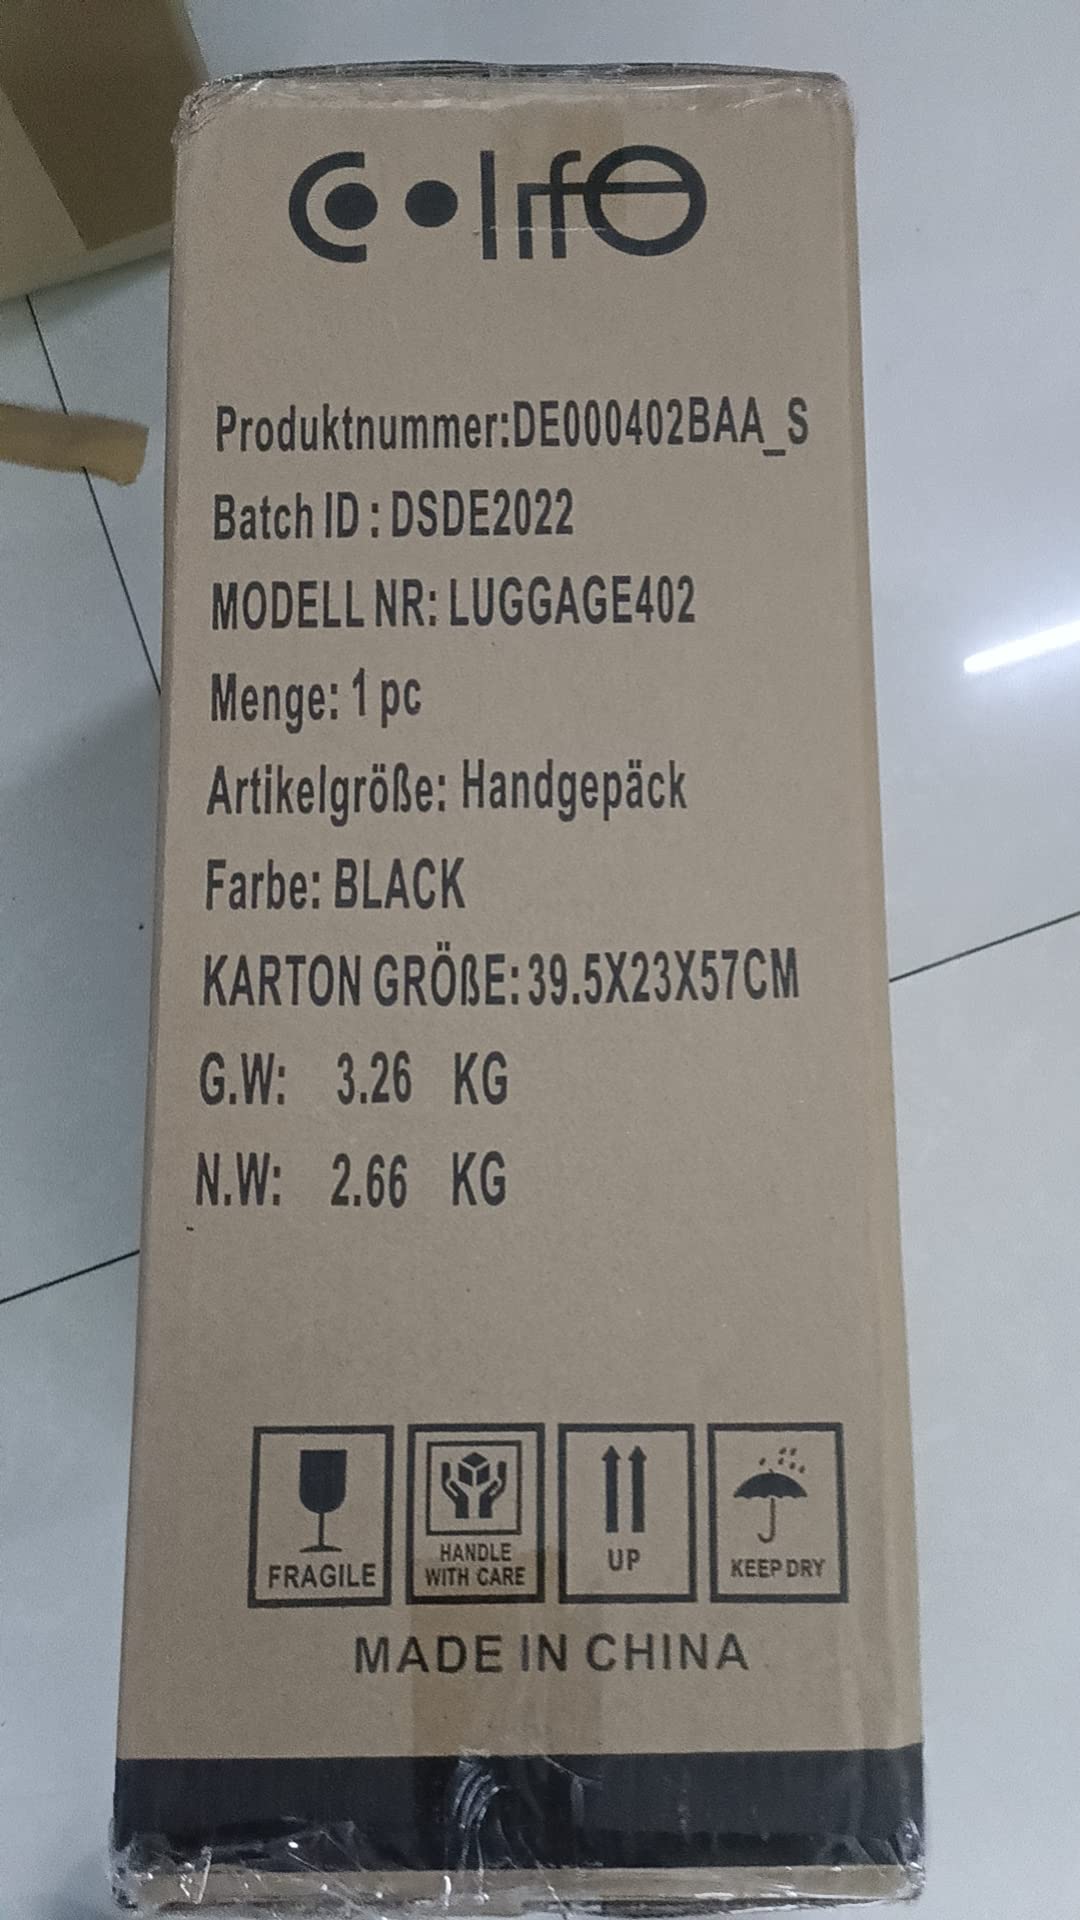 COOLIFE
Produktnummer:DE000402BAA_S
Batch ID : DSDE2022
MODELL NR: LUGGAGE402
Menge: 1 pc
Artikelgröße: Handgepäck
Farbe: BLACK
KARTON GRÖßE: 39.5X23X57CM
G.W: 3.26 KG
N.W: 2.66 KG
FRAGILE
HANDLE
WITH CARE
UP
KEEP DRY
MADE IN CHINA